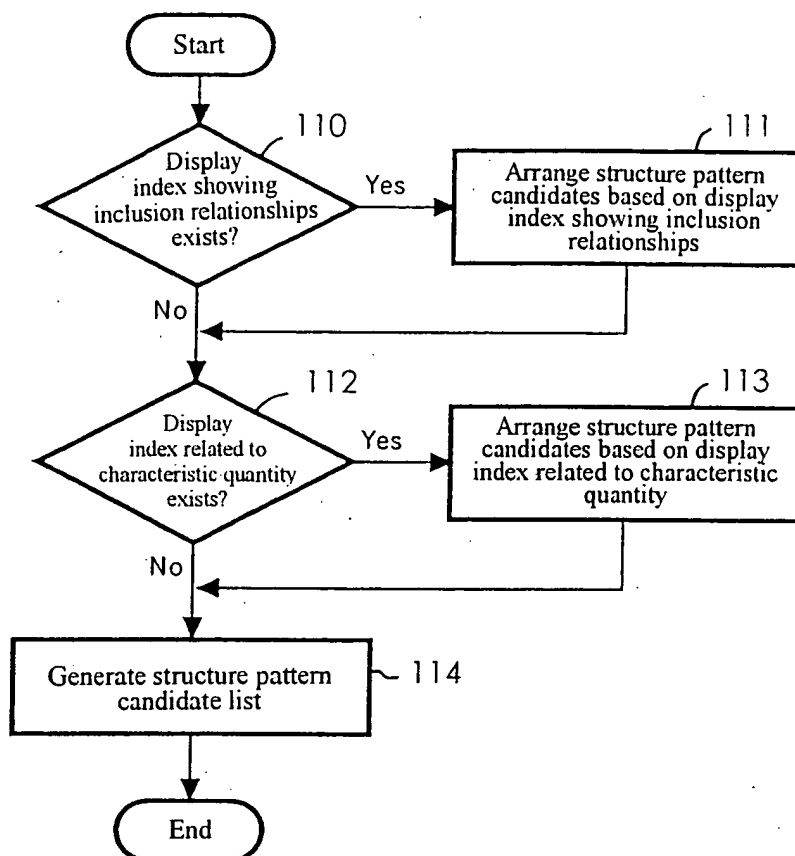 Start
110
Display
index showing
inclusion relationships
exists?
Yes
111
Arrange structure pattern
candidates based on display
index showing inclusion
relationships
No
112
Display
index related to
characteristic quantity
exists?
Yes
113
Arrange structure pattern
candidates based on display
index related to characteristic
quantity
No
Generate structure pattern
candidate list
114
End